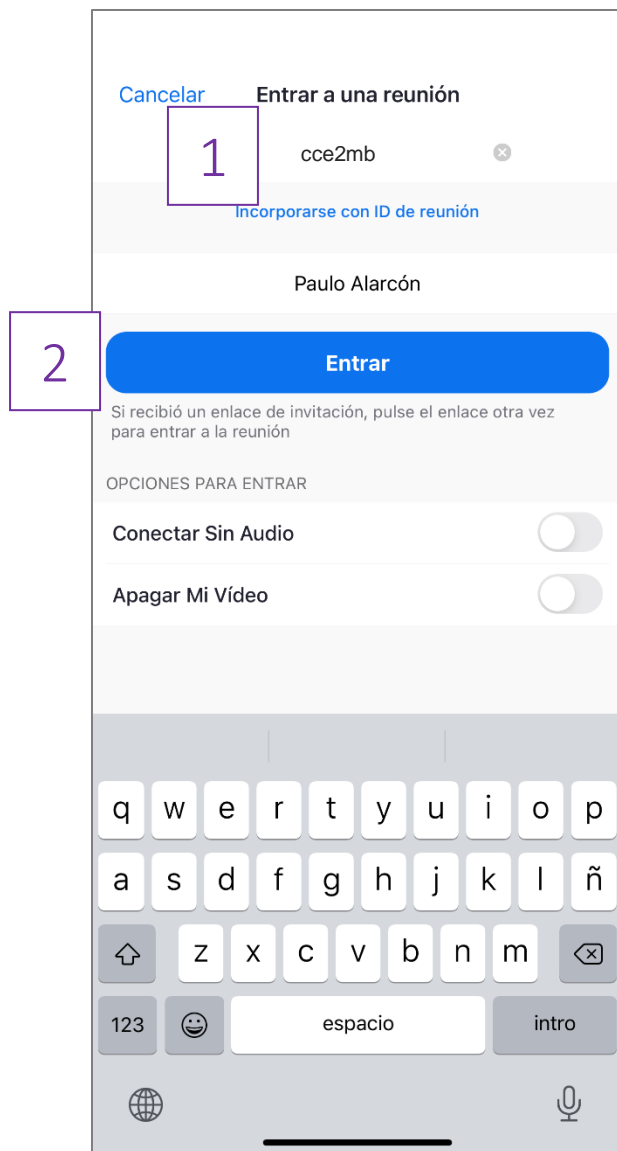 Cancelar Entrar a una reunión
1
cce2mb
Incorporarse con ID de reunión
Paulo Alarcón
2
Entrar
Si recibió un enlace de invitación, pulse el enlace otra vez
para entrar a la reunión
OPCIONES PARA ENTRAR
Conectar Sin Audio
Apagar Mi Vídeo
q w e r t y u i o p
a s d f g h j k l ñ
z x c v b n m
123 espacio intro